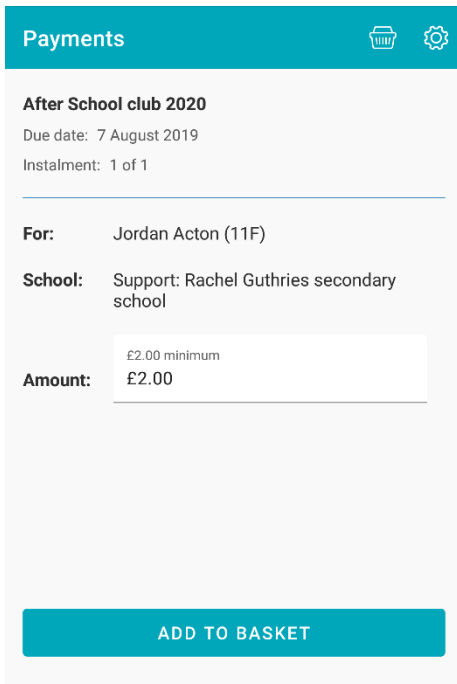 Payments
After School club 2020
Due date: 7 August 2019
Instalment: 1 of 1
For: Jordan Acton (11F)
School: Support: Rachel Guthries secondary
school
£2.00 minimum
Amount: £2.00
ADD TO BASKET